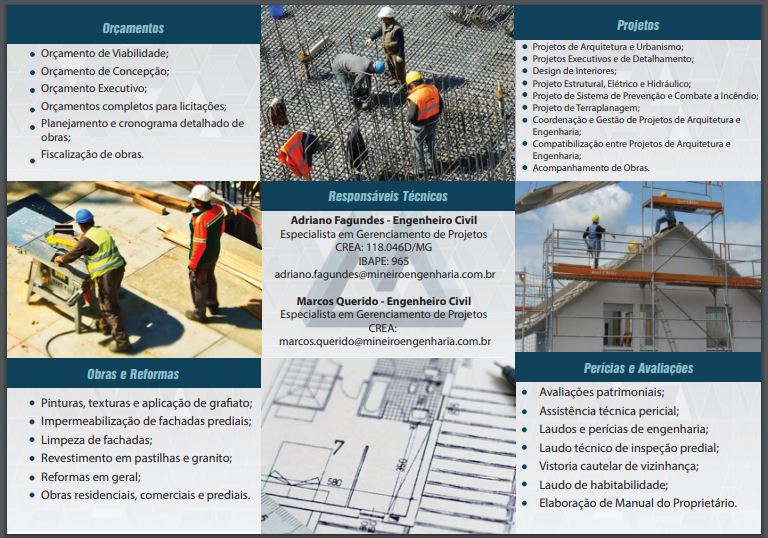 Orçamentos
Orçamento de Viabilidade;
Orçamento de Concepção;
Orçamento Executivo;
Orçamentos completos para licitações;
Planejamento e cronograma detalhado de
obras;
Fiscalização de obras.
Projetos
Projetos de Arquitetura e Urbanismo;
Projetos Executivos e de Detalhamento;
Design de Interiores;
Projeto Estrutural, Elétrico e Hidráulico;
Projeto de Sistema de Prevenção e Combate a Incêndio;
Projeto de Terraplanagem;
Coordenação e Gestão de Projetos de Arquitetura e
Engenharia;
Compatibilização entre Projetos de Arquitetura e
Engenharia;
Acompanhamento de Obras.
Responsáveis Técnicos
Adriano Fagundes - Engenheiro Civil
Especialista em Gerenciamento de Projetos
CREA: 118.046D/MG
IBAPE: 965
adriano.fagundes@mineiroengenharia.com.br
Marcos Querido - Engenheiro Civil
Especialista em Gerenciamento de Projetos
CREA:
marcos.querido@mineiroengenharia.com.br
Obras e Reformas
Pinturas, texturas e aplicação de grafiato;
Impermeabilização de fachadas prediais;
Limpeza de fachadas;
Revestimento em pastilhas e granito;
Reformas em geral;
Obras residenciais, comerciais e prediais.
7
580
350
580
Perícias e Avaliações
Avaliações patrimoniais;
Assistência técnica pericial;
Laudos e perícias de engenharia;
Laudo técnico de inspeção predial;
Vistoria cautelar de vizinhança;
Laudo de habitabilidade;
Elaboração de Manual do Proprietário.